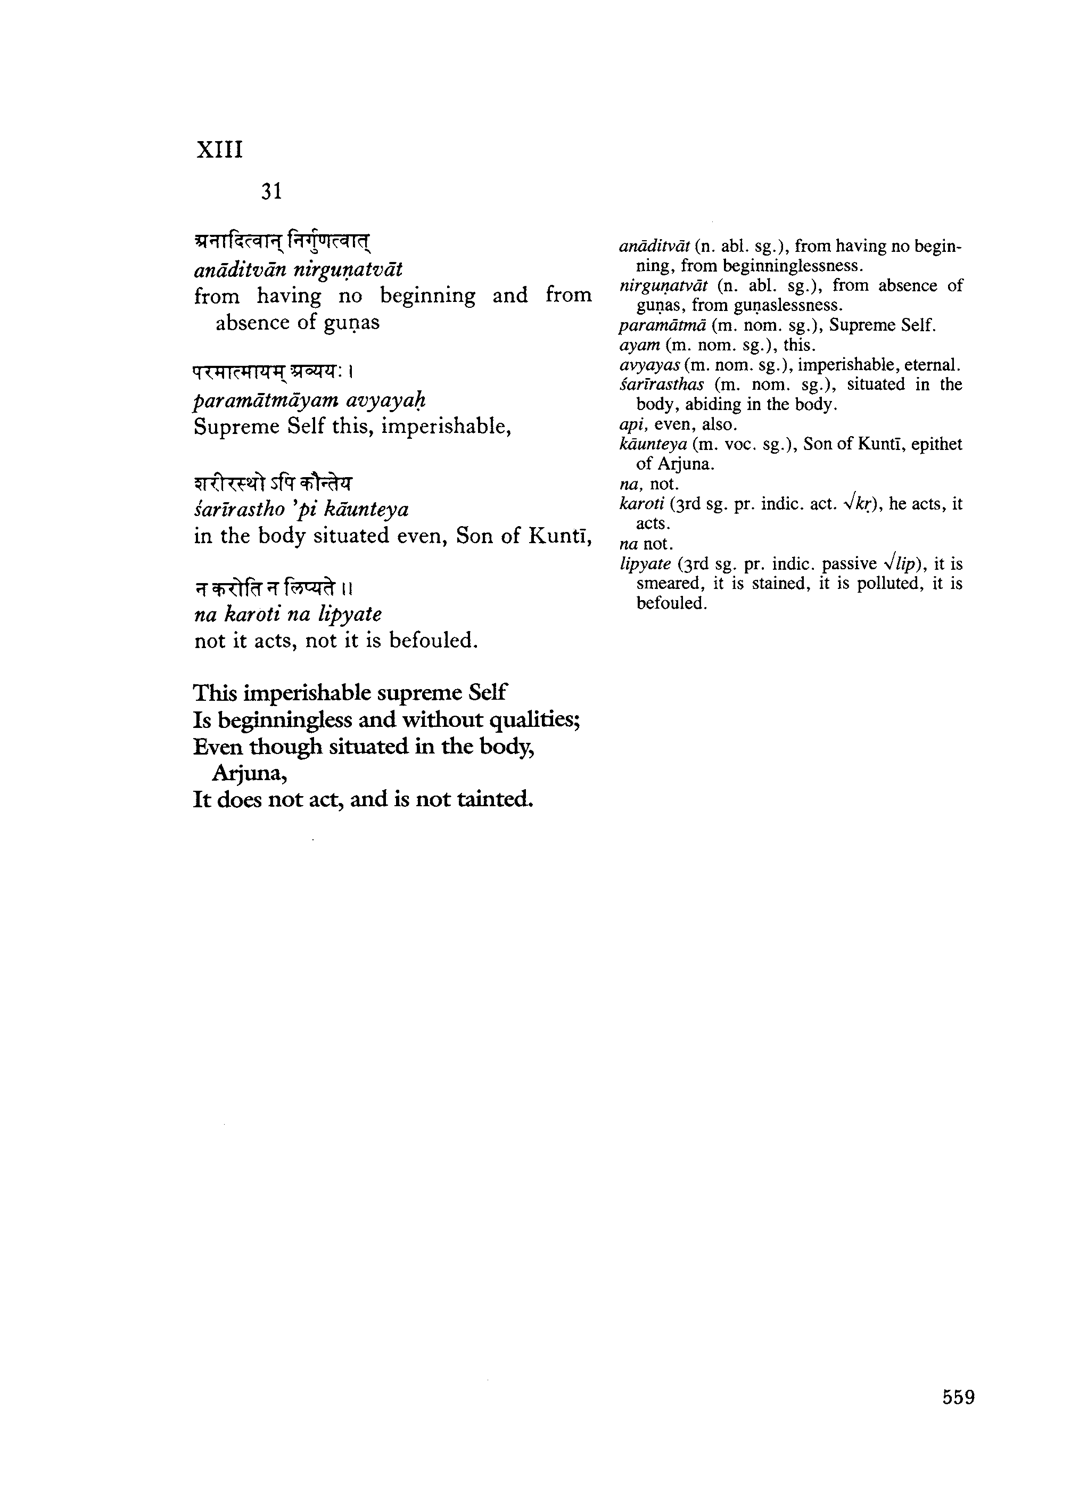 XIII
31
अनादित्वान् निर्गुणत्वात्
anāditvān nirguṇatvāt
from having no beginning and from
absence of guṇas
परमात्मायम् अव्ययः ।
paramātmāyam avyayaḥ
Supreme Self this, imperishable,
शरीरस्थो ऽपि कौन्तेय
śarīrastho 'pi kāunteya
in the body situated even, Son of Kuntī,
न करोति न लिप्यते ॥
na karoti na lipyate
not it acts, not it is befouled.
This imperishable supreme Self
Is beginningless and without qualities;
Even though situated in the body,
Arjuna,
It does not act, and is not tainted.
anāditvāt (n. abl. sg.), from having no begin-
ning, from beginninglessness.
nirguṇatvāt (n. abl. sg.), from absence of
guṇas, from guṇaslessness.
paramātmā (m. nom. sg.), Supreme Self.
ayam (m. nom. sg.), this.
avyayas (m. nom. sg.), imperishable, eternal.
śarīrasthas (m. nom. sg.), situated in the
body, abiding in the body.
api, even, also.
kāunteya (m. voc. sg.), Son of Kuntī, epithet
of Arjuna.
na, not.
karoti (3rd sg. pr. indic. act. √kṛ), he acts, it
acts.
na not.
lipyate (3rd sg. pr. indic. passive √lip), it is
smeared, it is stained, it is polluted, it is
befouled.
559